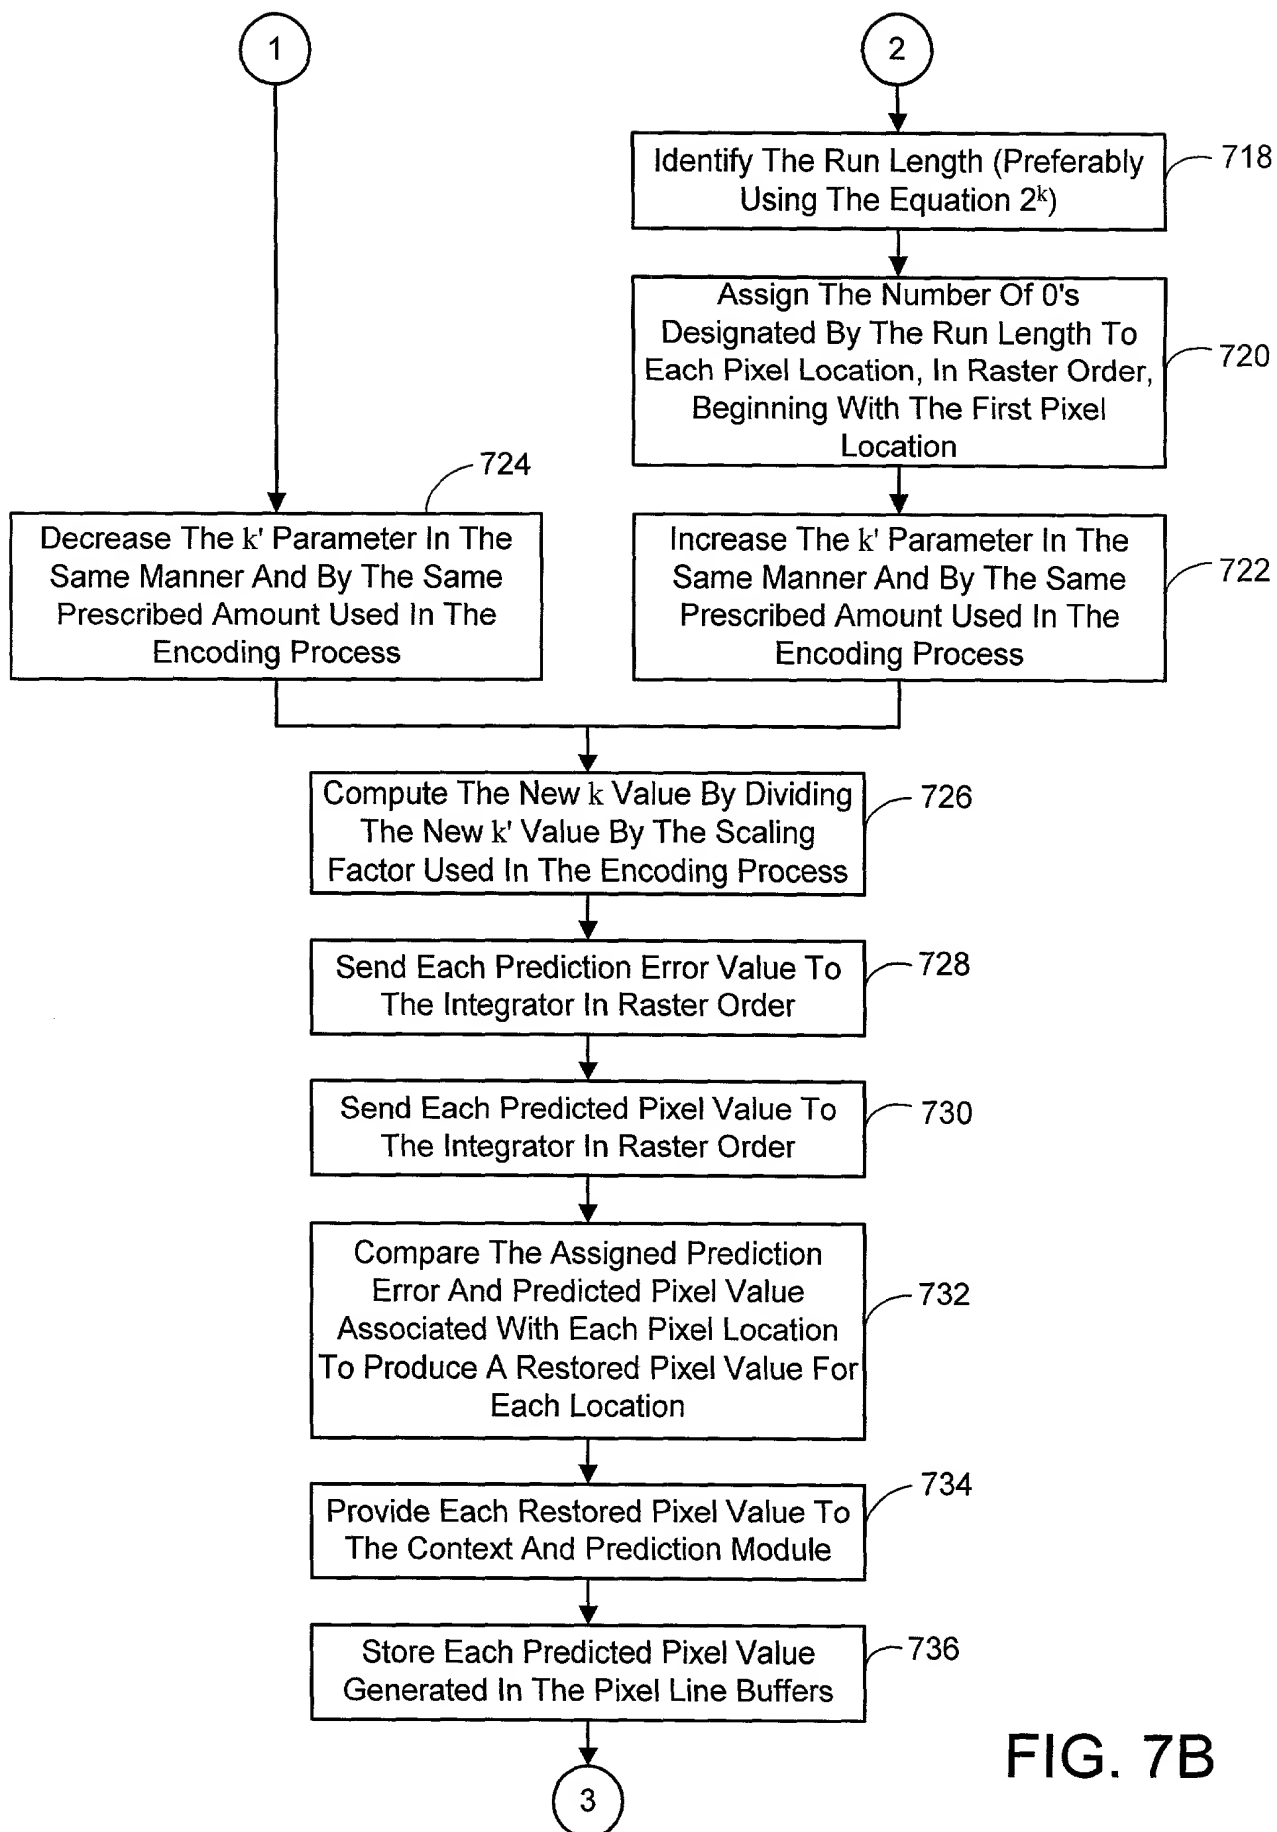 1
2
Identify The Run Length (Preferably
Using The Equation 2^k)
718
Assign The Number Of 0's
Designated By The Run Length To
Each Pixel Location, In Raster Order,
Beginning With The First Pixel
Location
720
724
Decrease The k' Parameter In The
Same Manner And By The Same
Prescribed Amount Used In The
Encoding Process
Increase The k' Parameter In The
Same Manner And By The Same
Prescribed Amount Used In The
Encoding Process
722
Compute The New k Value By Dividing
The New k' Value By The Scaling
Factor Used In The Encoding Process
726
Send Each Prediction Error Value To
The Integrator In Raster Order
728
Send Each Predicted Pixel Value To
The Integrator In Raster Order
730
Compare The Assigned Prediction
Error And Predicted Pixel Value
Associated With Each Pixel Location
To Produce A Restored Pixel Value For
Each Location
732
Provide Each Restored Pixel Value To
The Context And Prediction Module
734
Store Each Predicted Pixel Value
Generated In The Pixel Line Buffers
736
3
FIG. 7B